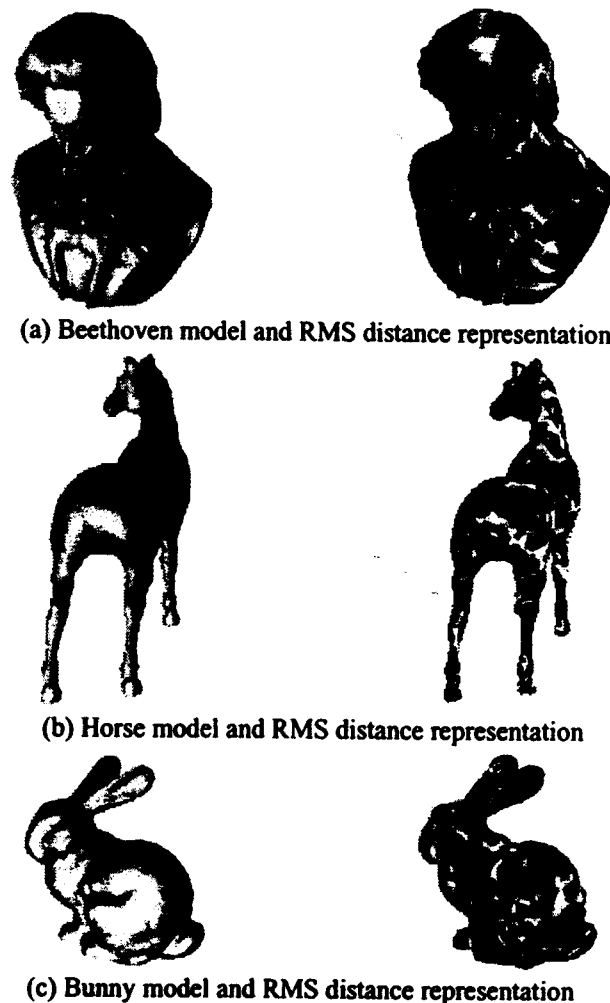 (a) Beethoven model and RMS distance representation
(b) Horse model and RMS distance representation
(c) Bunny model and RMS distance representation